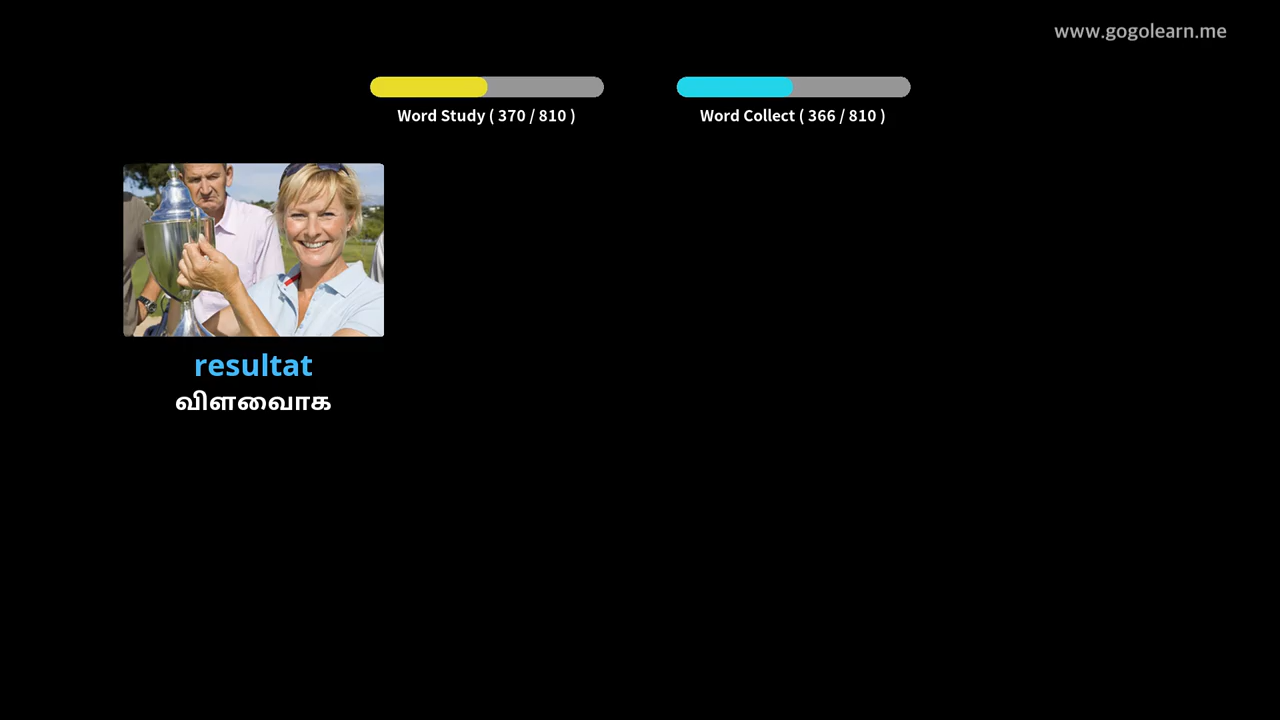 www.gogolearn.me
Word Study ( 370 / 810 )
Word Collect ( 366 / 810 )
resultat
விளைவாக